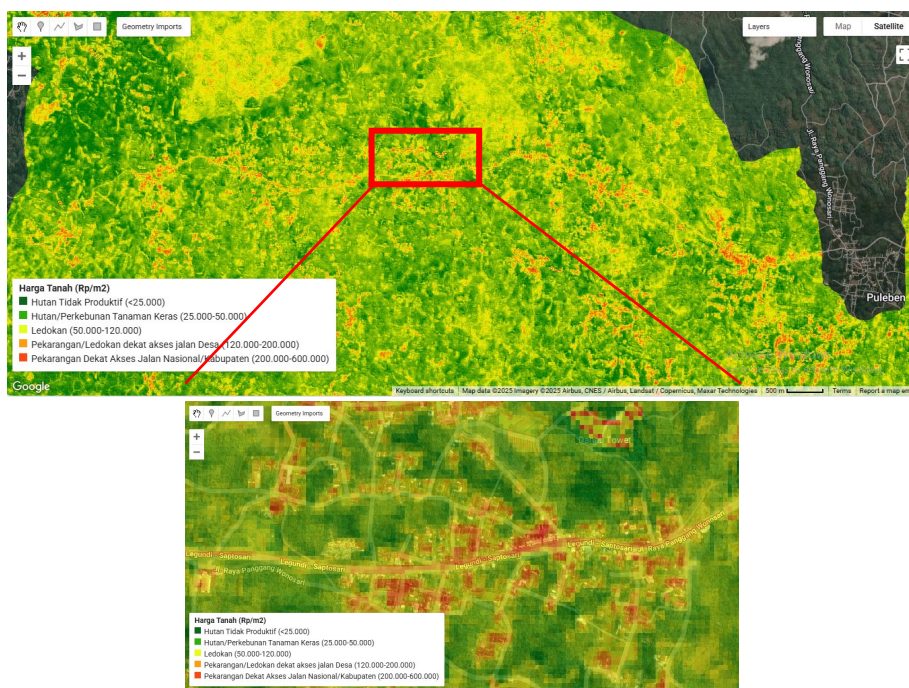 Geometry Imports
Layers
Map
Satellite
Jl. Raya Panggang Wonosari
Puleben
Harga Tanah (Rp/m2)
Hutan Tidak Produktif (<25.000)
Hutan/Perkebunan Tanaman Keras (25.000-50.000)
Ledokan (50.000-120.000)
Pekarangan/Ledokan dekat akses jalan Desa (120.000-200.000)
Pekarangan Dekat Akses Jalan Nasional/Kabupaten (200.000-600.000)
Google
Keyboard shortcuts
Map data ©2025 Imagery ©2025 Airbus, CNES / Airbus, Landsat / Copernicus, Maxar Technologies
500 m
Terms
Report a map err
Geometry Imports
Tower
Legundi - Saptosari
Legundi - Saptosari
Legundi - Saptosari
Legundi - Saptosari
Jl. Raya Panggang Wonosari
Jl. Raya Panggang-Wonosari
Harga Tanah (Rp/m2)
Hutan Tidak Produktif (<25.000)
Hutan/Perkebunan Tanaman Keras (25.000-50.000)
Ledokan (50.000-120.000)
Pekarangan/Ledokan dekat akses jalan Desa (120.000-200.000)
Pekarangan Dekat Akses Jalan Nasional/Kabupaten (200.000-600.000)